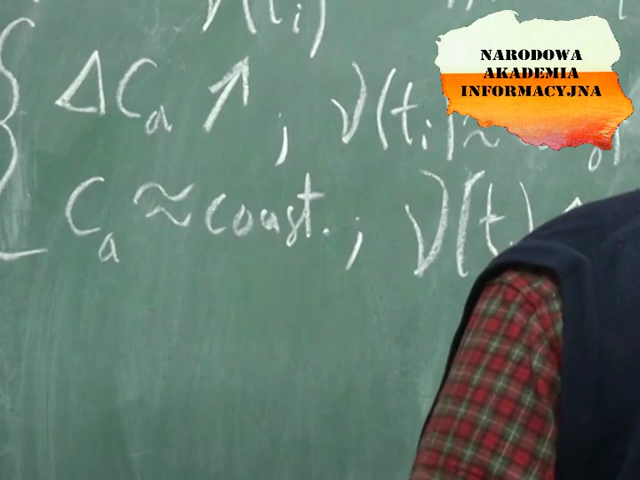 ν(tᵢ)
ΔCₐ ↑ ; ν(tᵢ) ~
Cₐ ≈ const. ; ν(t
NARODOWA
AKADEMIA
INFORMACYJNA